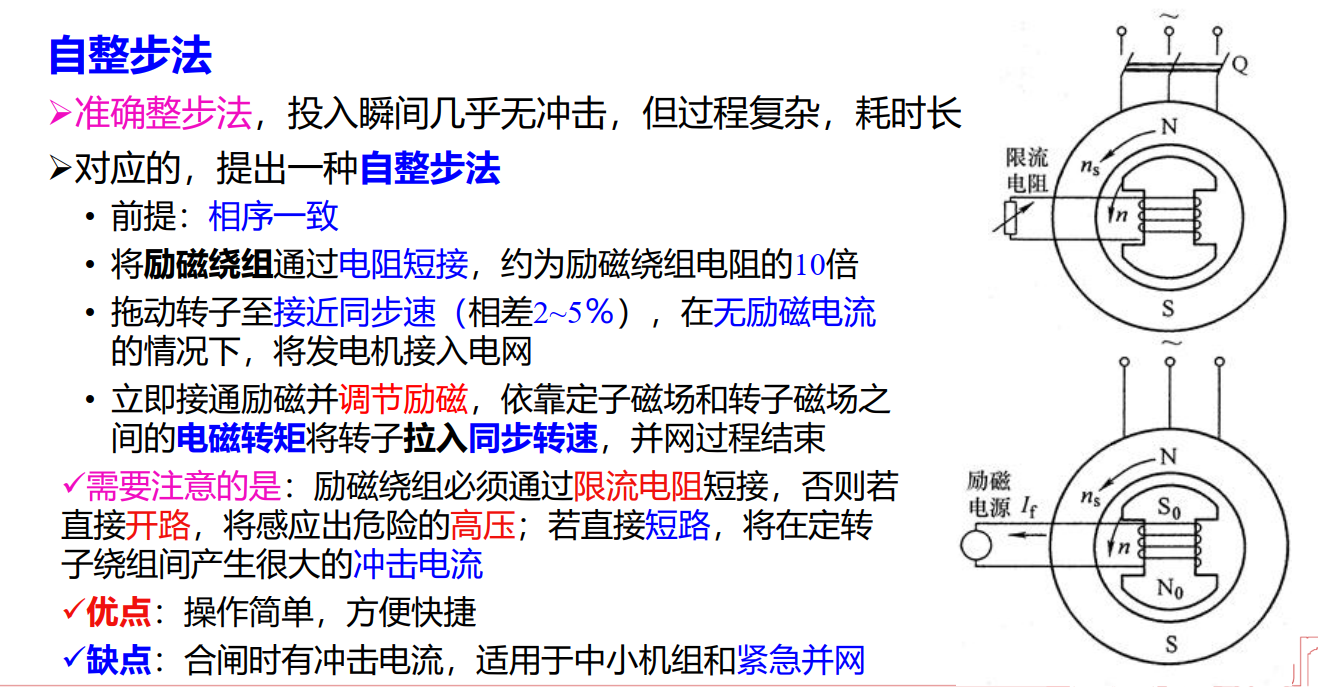 自整步法
➢准确整步法，投入瞬间几乎无冲击，但过程复杂，耗时长
➢对应的，提出一种自整步法
• 前提：相序一致
• 将励磁绕组通过电阻短接，约为励磁绕组电阻的10倍
• 拖动转子至接近同步速（相差2~5%），在无励磁电流
的情况下，将发电机接入电网
• 立即接通励磁并调节励磁，依靠定子磁场和转子磁场之
间的电磁转矩将转子拉入同步转速，并网过程结束
✓需要注意的是：励磁绕组必须通过限流电阻短接，否则若
直接开路，将感应出危险的高压；若直接短路，将在定转
子绕组间产生很大的冲击电流
✓优点：操作简单，方便快捷
✓缺点：合闸时有冲击电流，适用于中小机组和紧急并网
~
Q
N
ns
限流
电阻
n
S
~
N
励磁
电源 If
ns
S0
n
N0
S